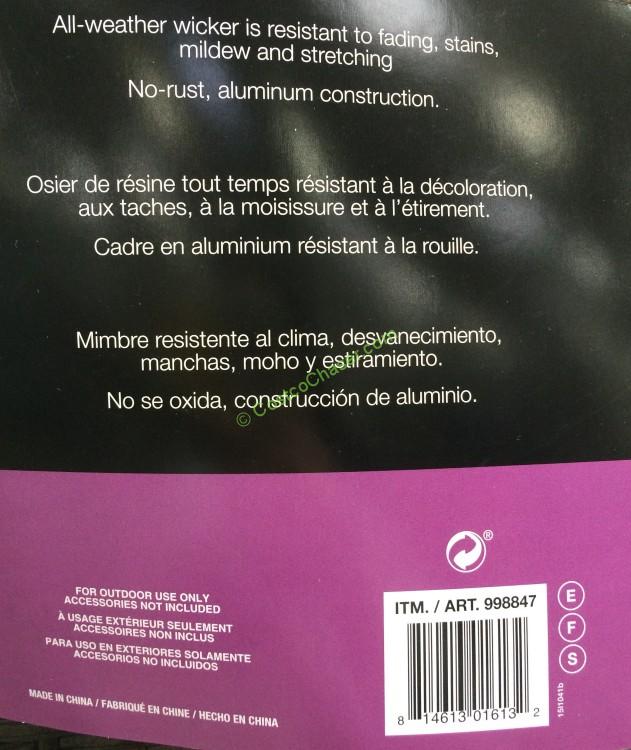 All-weather wicker is resistant to fading, stains,
mildew and stretching
No-rust, aluminum construction.
Osier de résine tout temps résistant à la décoloration,
aux taches, à la moisissure et à l'étirement.
Cadre en aluminium résistant à la rouille.
Mimbre resistente al clima, desvanecimiento,
manchas, moho y estiramiento.
No se oxida, construcción de aluminio.
© CostcoChaser.com
®
FOR OUTDOOR USE ONLY
ACCESSORIES NOT INCLUDED
À USAGE EXTÉRIEUR SEULEMENT
ACCESSOIRES NON INCLUS
PARA USO EN EXTERIORES SOLAMENTE
ACCESORIOS NO INCLUIDOS
MADE IN CHINA / FABRIQUÉ EN CHINE / HECHO EN CHINA
ITM. / ART. 998847
8 14613 01613 2
E
F
S
15I1041b